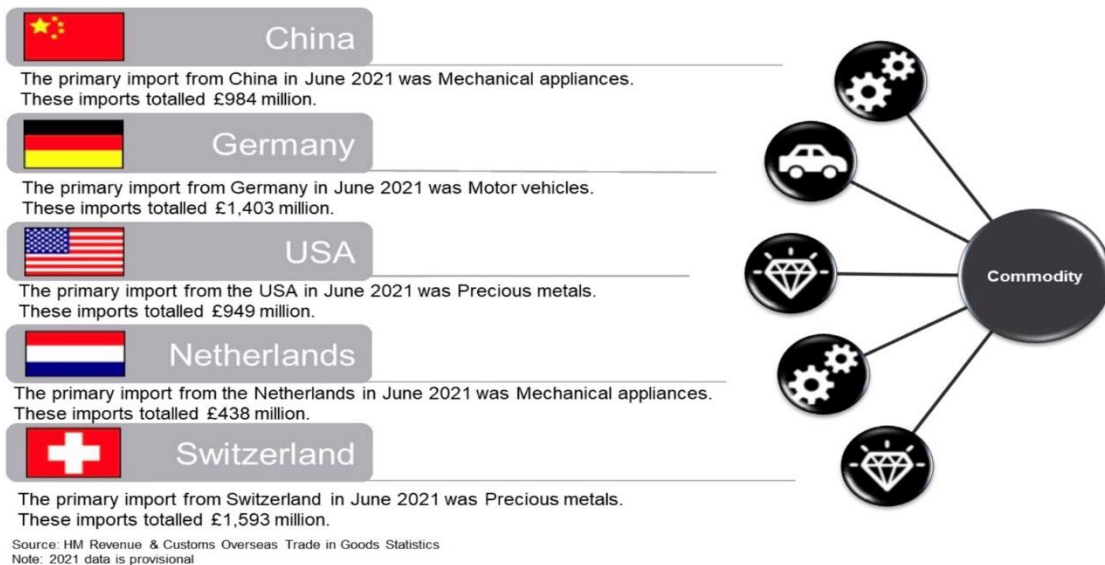 China
The primary import from China in June 2021 was Mechanical appliances.
These imports totalled £984 million.
Germany
The primary import from Germany in June 2021 was Motor vehicles.
These imports totalled £1,403 million.
USA
The primary import from the USA in June 2021 was Precious metals.
These imports totalled £949 million.
Netherlands
The primary import from the Netherlands in June 2021 was Mechanical appliances.
These imports totalled £438 million.
Switzerland
The primary import from Switzerland in June 2021 was Precious metals.
These imports totalled £1,593 million.
Source: HM Revenue & Customs Overseas Trade in Goods Statistics
Note: 2021 data is provisional
Commodity